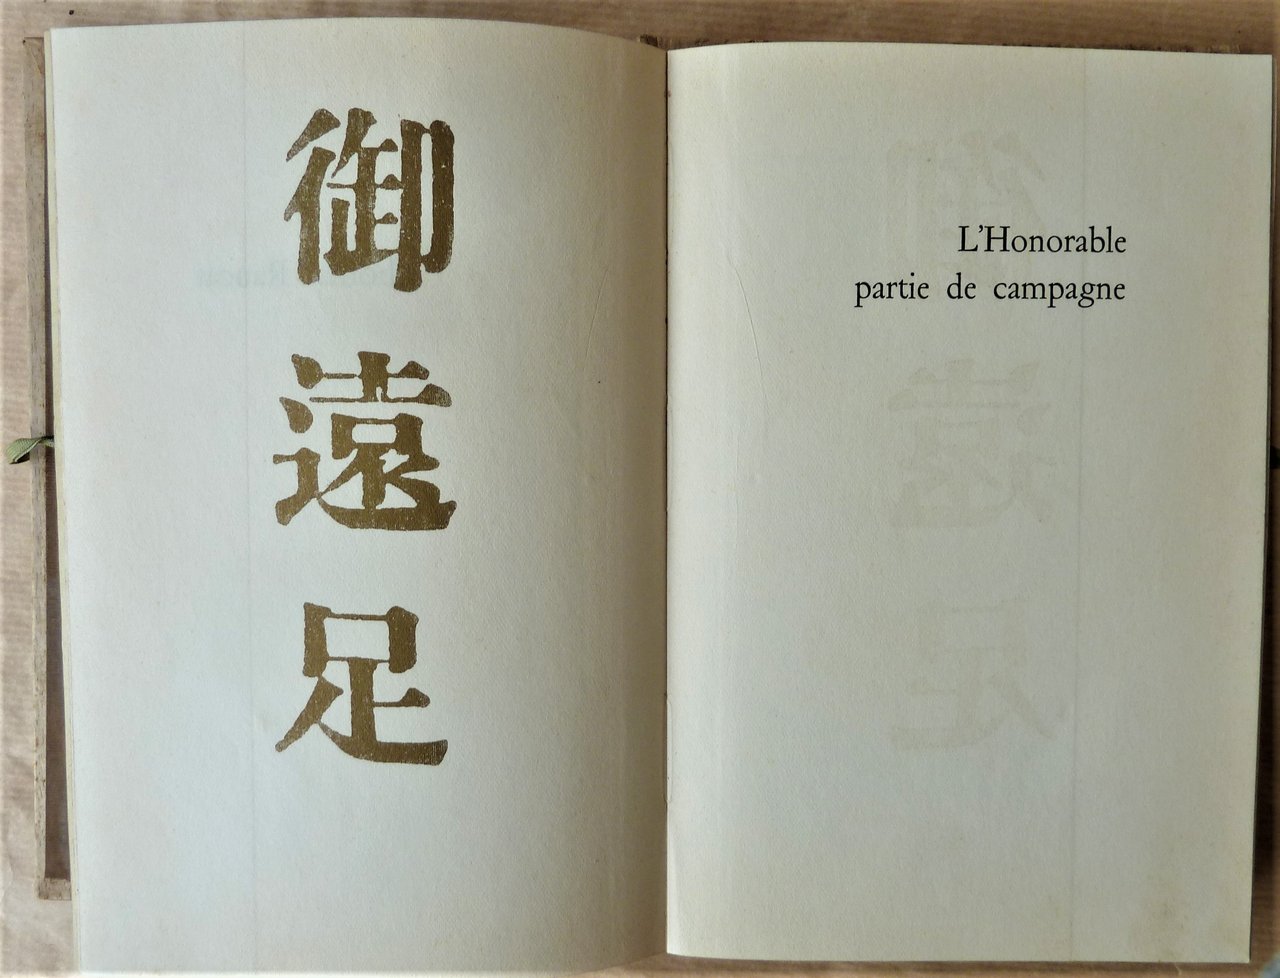 御遠足
L'Honorable
partie de campagne